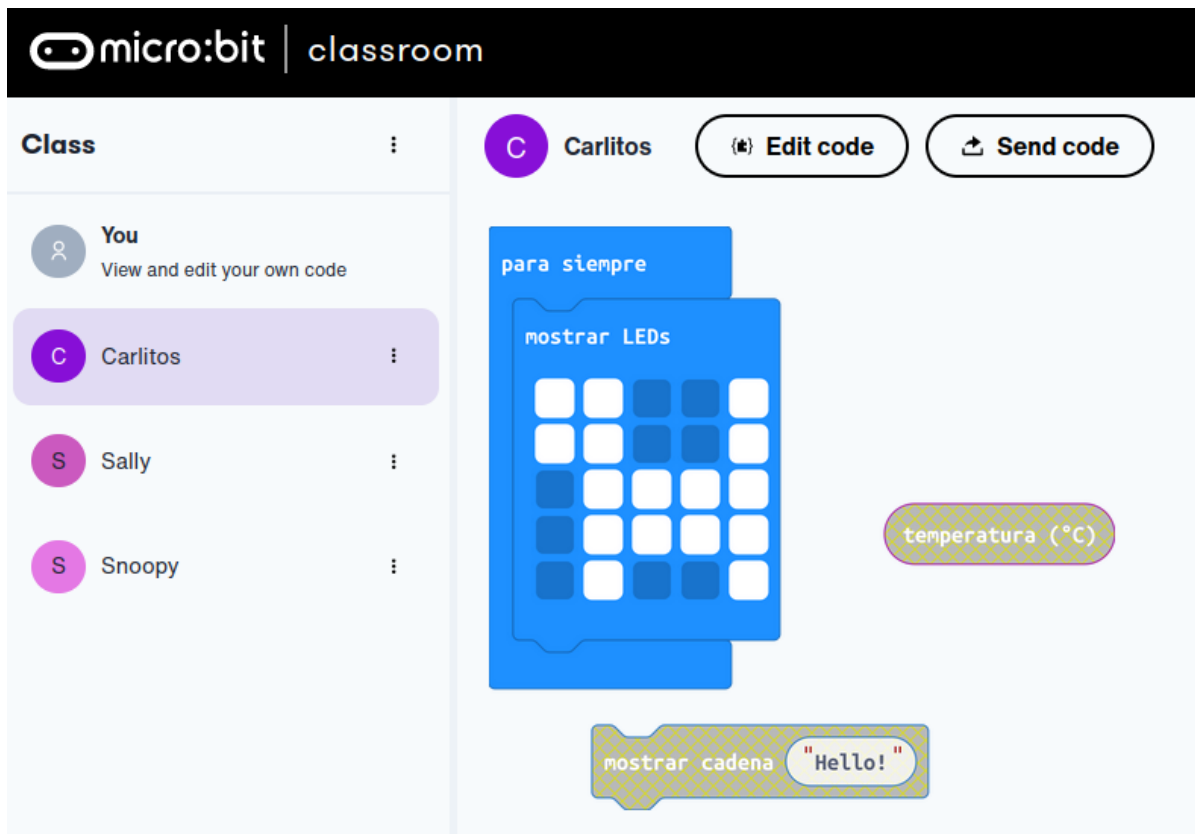 micro:bit | classroom
Class
C Carlitos Edit code Send code
You
View and edit your own code
C Carlitos
S Sally
S Snoopy
para siempre
mostrar LEDs
temperatura (°C)
mostrar cadena "Hello!"